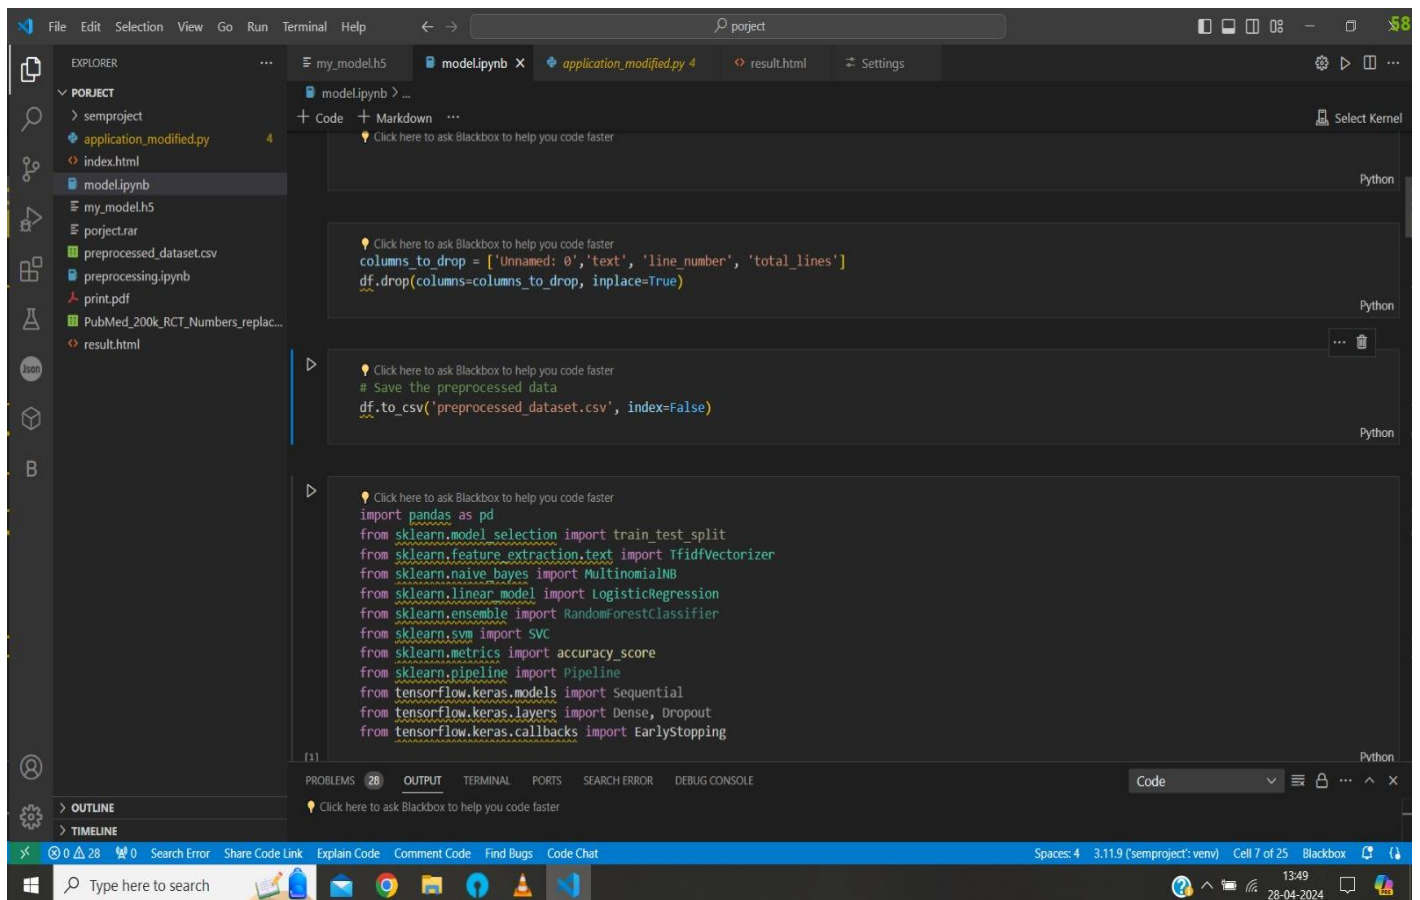 File Edit Selection View Go Run Terminal Help
porject
58
EXPLORER
my_model.h5 model.ipynb application_modified.py 4 result.html Settings
PORJECT
model.ipynb > ...
semproject
+ Code + Markdown ...
Select Kernel
application_modified.py 4
index.html
model.ipynb
my_model.h5
porject.rar
preprocessed_dataset.csv
preprocessing.ipynb
print.pdf
PubMed_200k_RCT_Numbers_replac...
result.html
Json
B
Click here to ask Blackbox to help you code faster
Python
Click here to ask Blackbox to help you code faster
columns_to_drop = ['Unnamed: 0','text', 'line_number', 'total_lines']
df.drop(columns=columns_to_drop, inplace=True)
Python
Click here to ask Blackbox to help you code faster
# Save the preprocessed data
df.to_csv('preprocessed_dataset.csv', index=False)
Python
Click here to ask Blackbox to help you code faster
import pandas as pd
from sklearn.model_selection import train_test_split
from sklearn.feature_extraction.text import TfidfVectorizer
from sklearn.naive_bayes import MultinomialNB
from sklearn.linear_model import LogisticRegression
from sklearn.ensemble import RandomForestClassifier
from sklearn.svm import SVC
from sklearn.metrics import accuracy_score
from sklearn.pipeline import Pipeline
from tensorflow.keras.models import Sequential
from tensorflow.keras.layers import Dense, Dropout
from tensorflow.keras.callbacks import EarlyStopping
[1]
Python
PROBLEMS 28 OUTPUT TERMINAL PORTS SEARCH ERROR DEBUG CONSOLE
Code
Click here to ask Blackbox to help you code faster
OUTLINE
TIMELINE
0 28 0 Search Error Share Code Link Explain Code Comment Code Find Bugs Code Chat
Spaces: 4 3.11.9 ('semproject': venv) Cell 7 of 25 Blackbox
Type here to search
13:49
28-04-2024
PRE